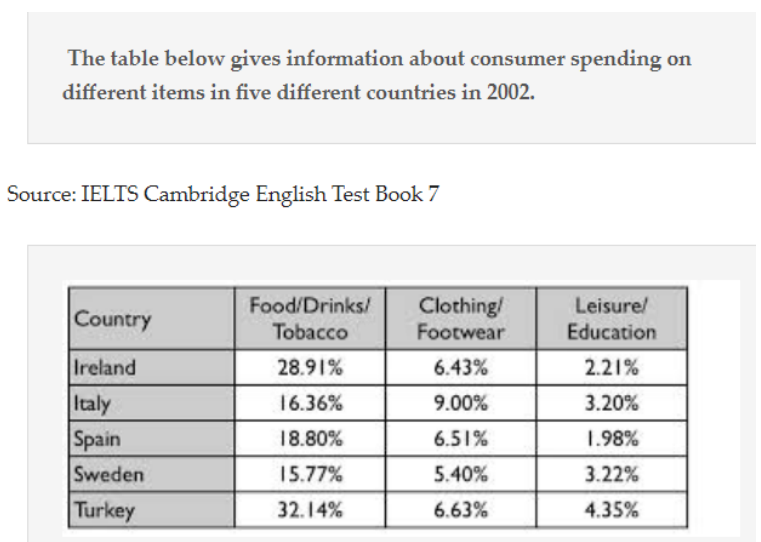 The table below gives information about consumer spending on
different items in five different countries in 2002.
Source: IELTS Cambridge English Test Book 7
Country Food/Drinks/ Tobacco Clothing/ Footwear Leisure/ Education
Ireland 28.91% 6.43% 2.21%
Italy 16.36% 9.00% 3.20%
Spain 18.80% 6.51% 1.98%
Sweden 15.77% 5.40% 3.22%
Turkey 32.14% 6.63% 4.35%